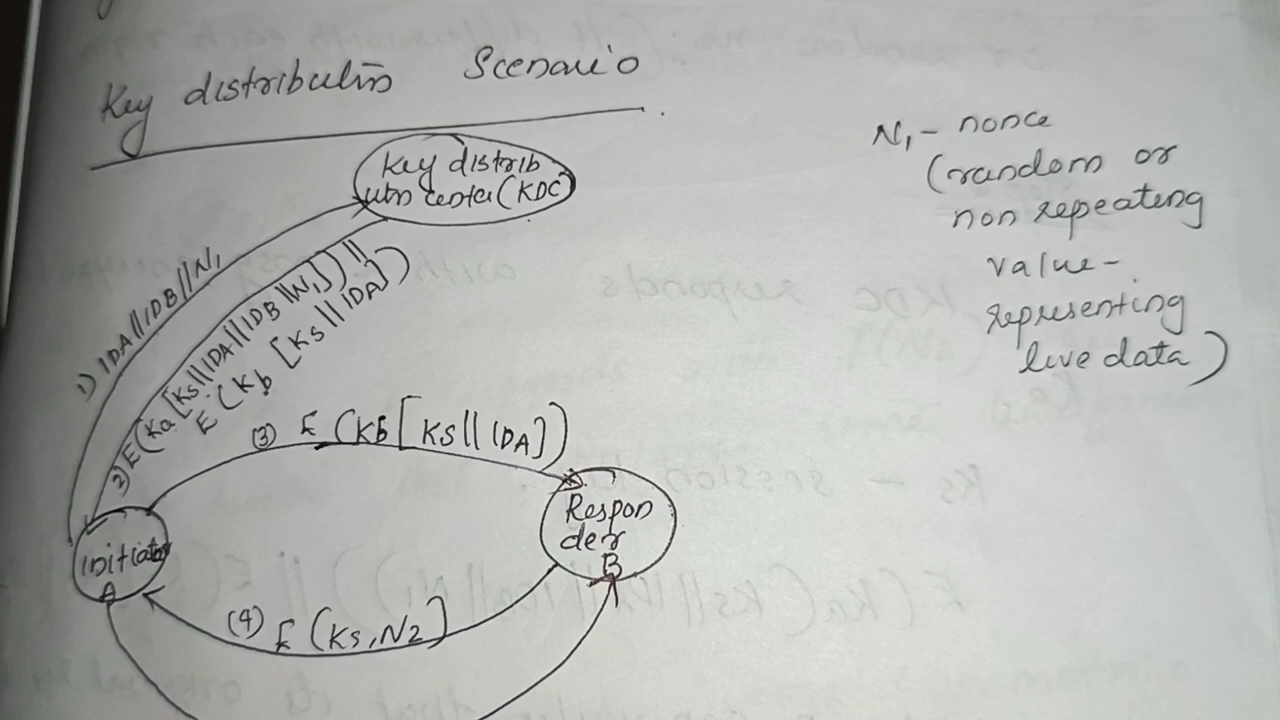 Key distribution Scenario
Key distrib
ution center (KDC)
N1 - nonce
(random or
non repeating
value -
representing
live data)
1) IDA || IDB || N1
2) E(Ka[Ks || IDA || IDB || N1]) ||
E(Kb [Ks || IDA])
(3) E (Kb [Ks || IDA])
Initiator
A
Respon
der
B
(4) E (Ks, N2]